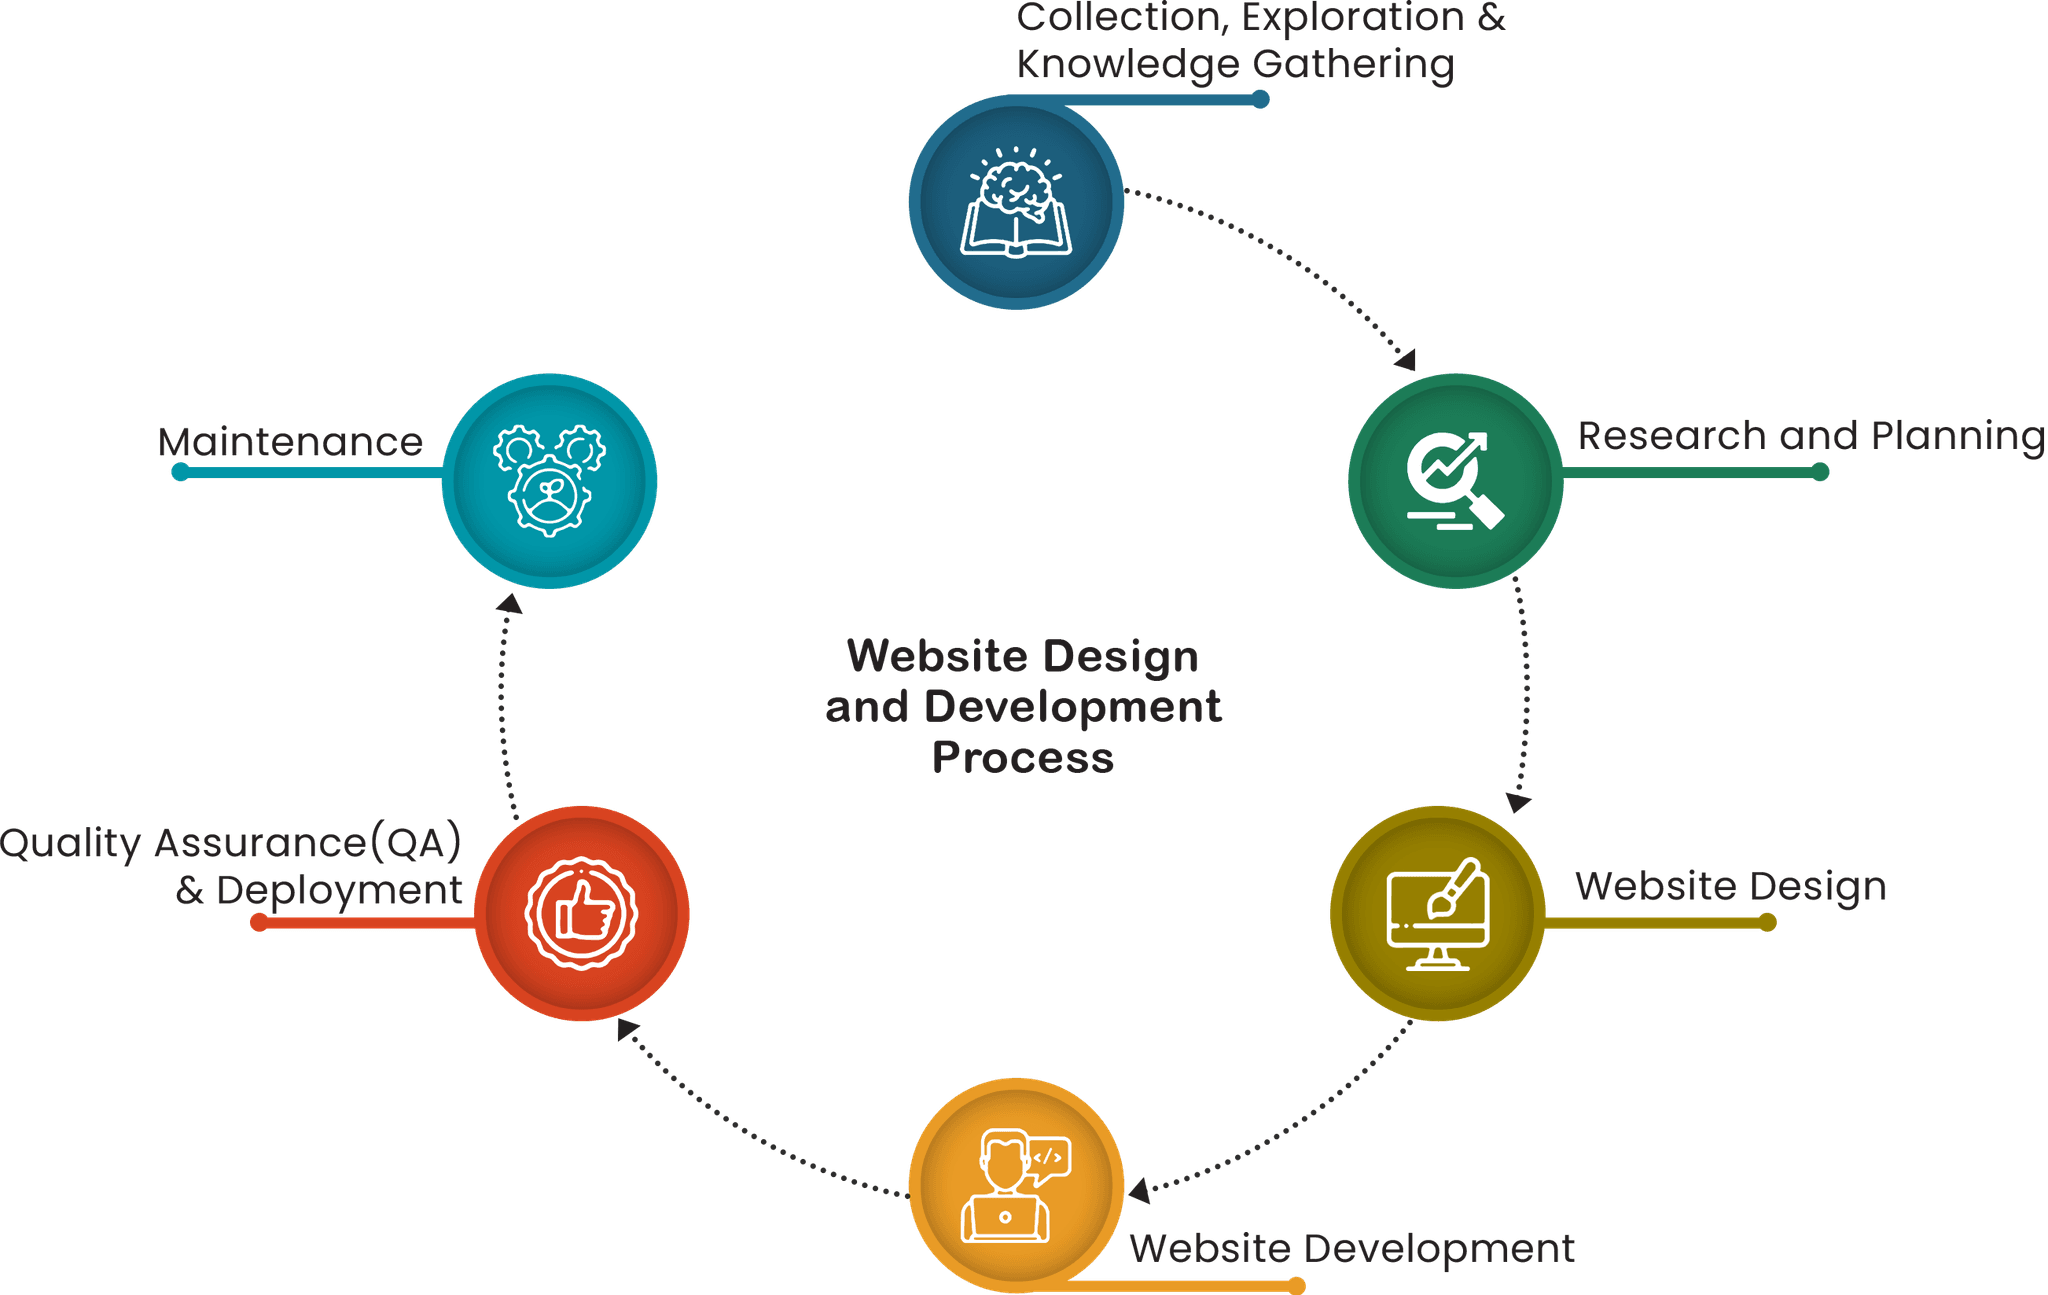 Collection, Exploration &
Knowledge Gathering
Research and Planning
Maintenance
Website Design
and Development
Process
Quality Assurance(QA)
& Deployment
Website Design
</>
Website Development